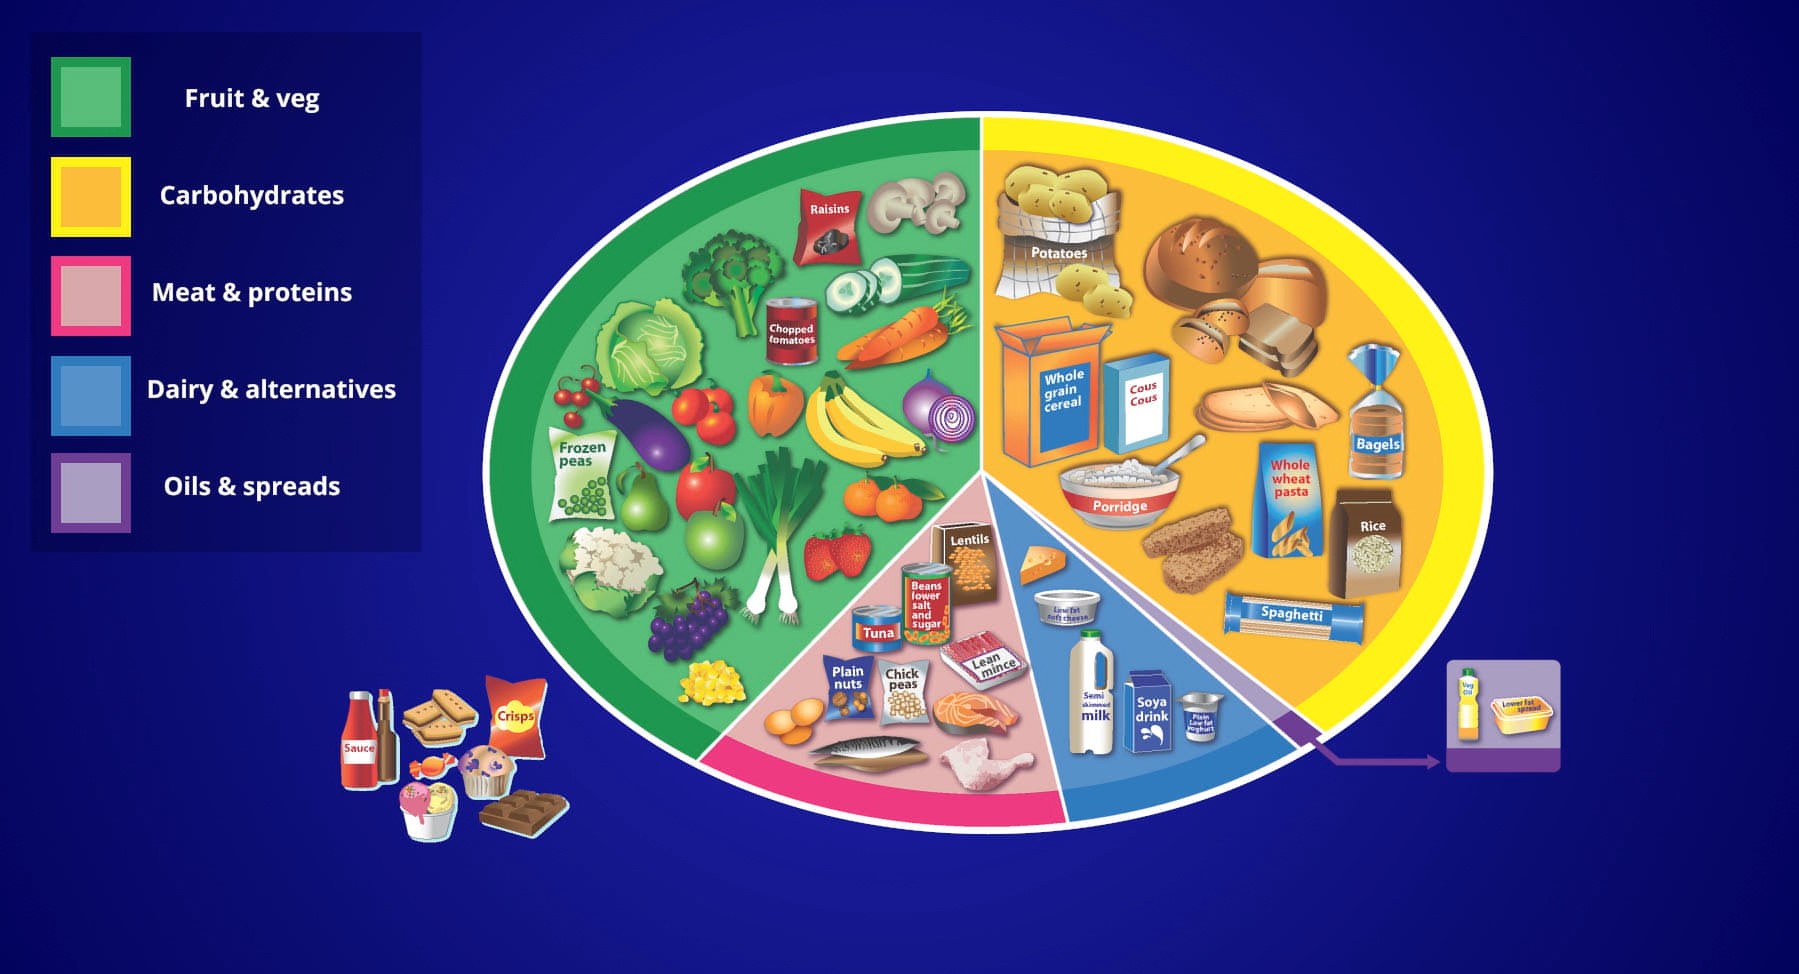 Fruit & veg
Carbohydrates
Meat & proteins
Dairy & alternatives
Oils & spreads
Raisins
Chopped
tomatoes
Frozen
peas
Potatoes
Whole
grain
cereal
Cous
Cous
Bagels
Porridge
Whole
wheat
pasta
Rice
Spaghetti
Lentils
Beans
lower
salt
and
sugar
Tuna
Lean
mince
Plain
nuts
Chick
peas
Low fat
soft cheese
Semi
skimmed
milk
Soya
drink
Plain
Low fat
yoghurt
Veg
Oil
Lower fat
spread
Crisps
Sauce